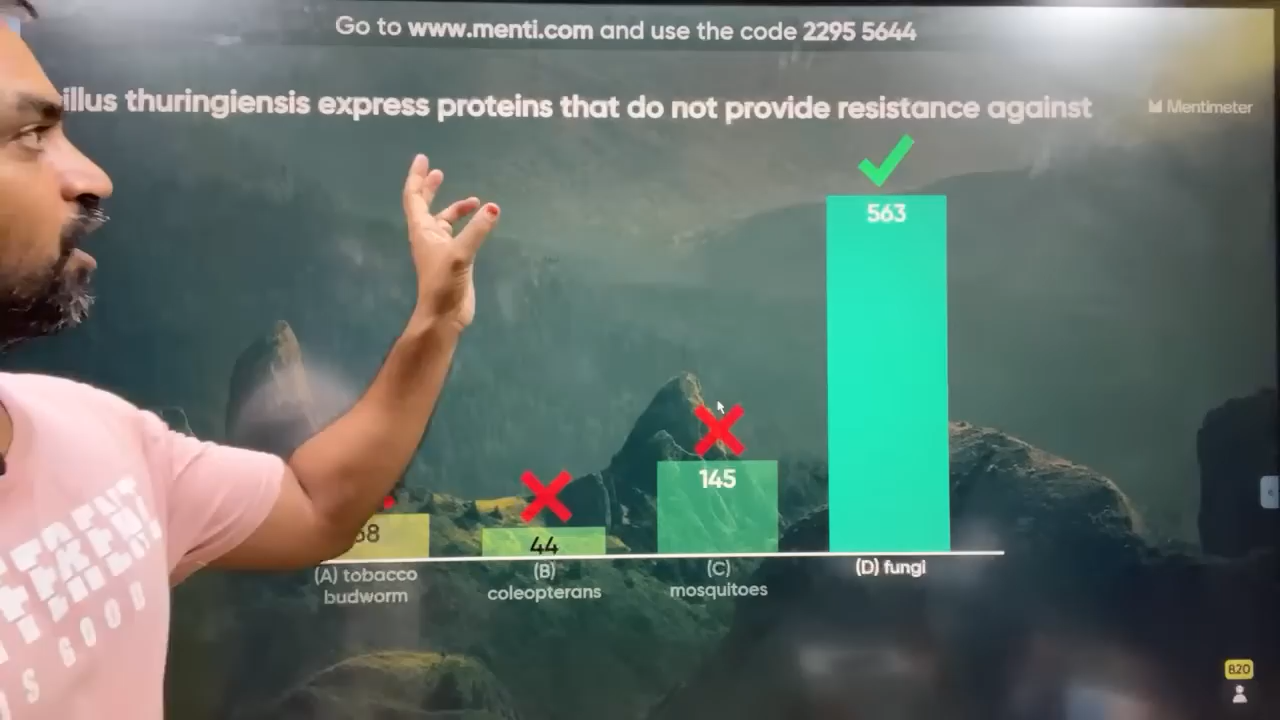 Go to www.menti.com and use the code 2295 5644
illus thuringiensis express proteins that do not provide resistance against
Mentimeter
563
145
68
44
(A) tobacco
budworm
(B)
coleopterans
(C)
mosquitoes
(D) fungi
820